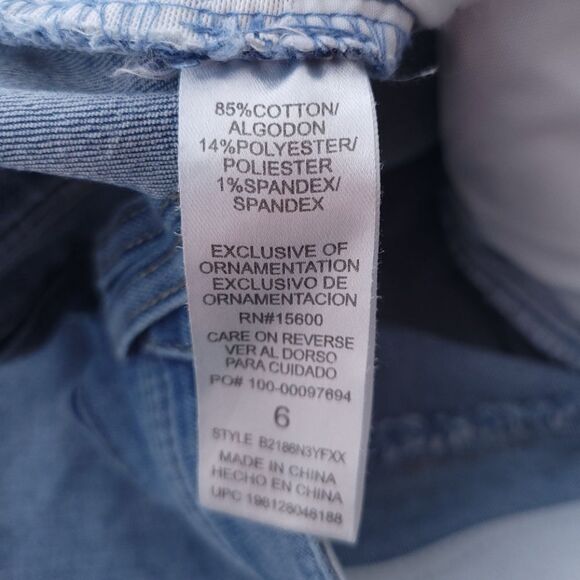 85%COTTON/
ALGODON
14%POLYESTER/
POLIESTER
1%SPANDEX/
SPANDEX
EXCLUSIVE OF
ORNAMENTATION
EXCLUSIVO DE
ORNAMENTACION
RN#15600
CARE ON REVERSE
VER AL DORSO
PARA CUIDADO
PO# 100-00097694
6
STYLE B2186N3YFXX
MADE IN CHINA
HECHO EN CHINA
UPC 196128046188